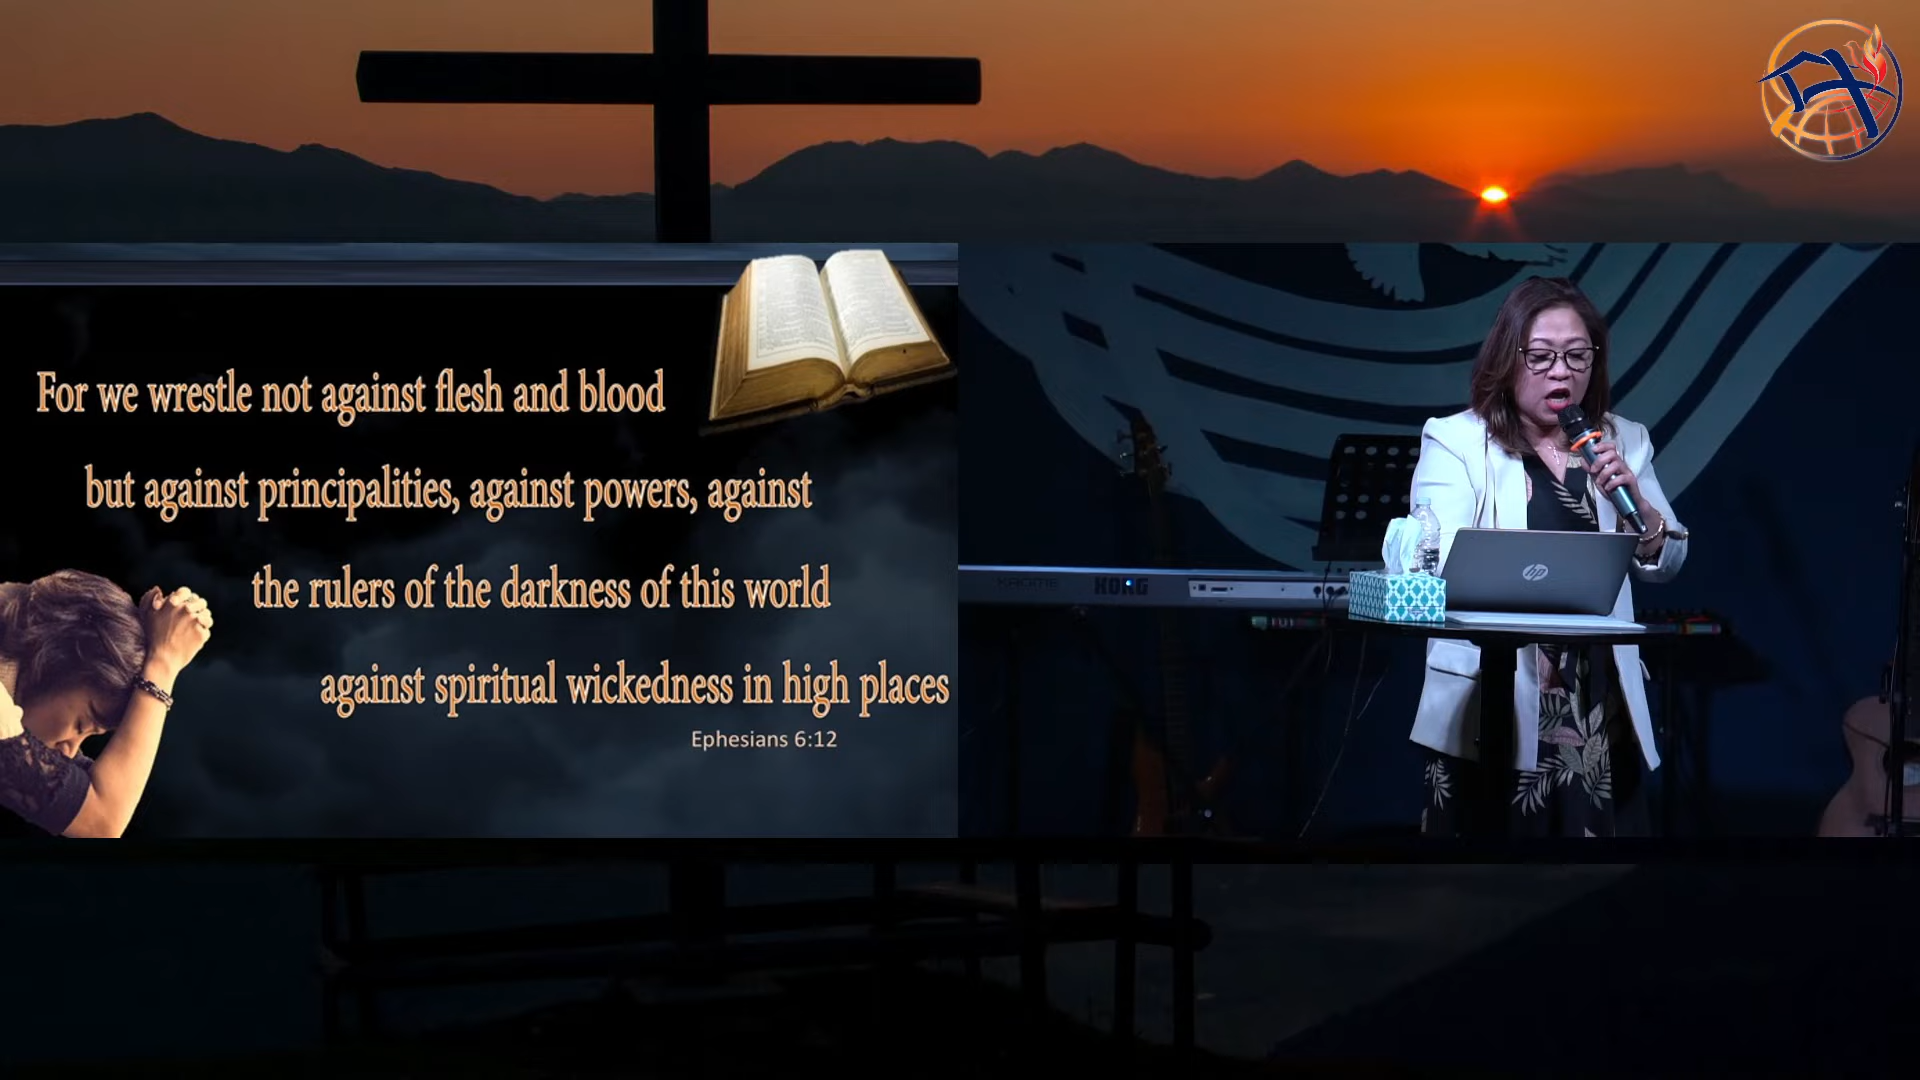 For we wrestle not against flesh and blood
but against principalities, against powers, against
the rulers of the darkness of this world
against spiritual wickedness in high places
Ephesians 6:12
KORG
hp